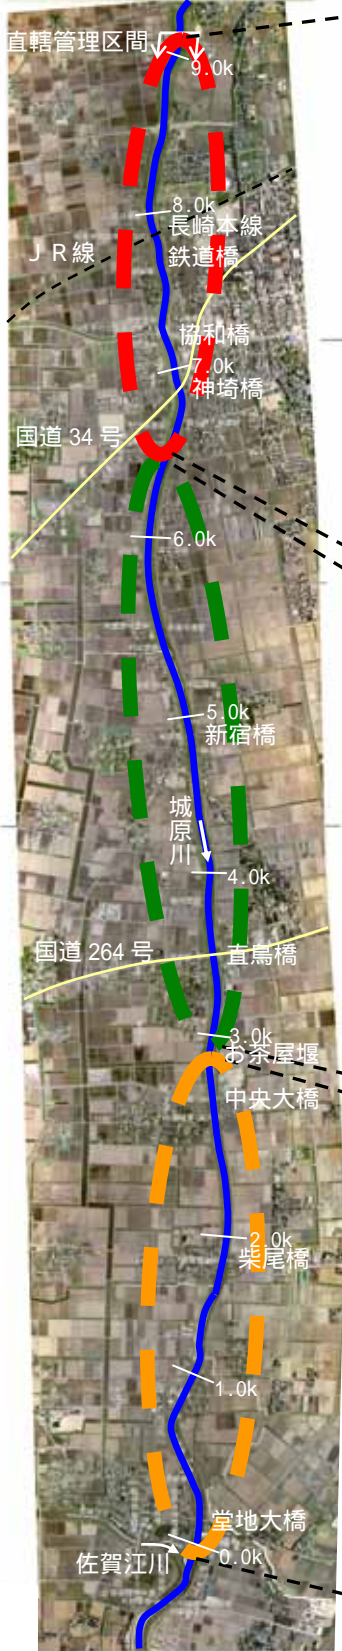 直轄管理区間
9.0k
8.0k
長崎本線
鉄道橋
ＪＲ線
協和橋
7.0k
神埼橋
国道 34 号
6.0k
5.0k
新宿橋
城原川
4.0k
国道 264 号
直鳥橋
3.0k
お茶屋堰
中央大橋
2.0k
柴尾橋
1.0k
堂地大橋
0.0k
佐賀江川